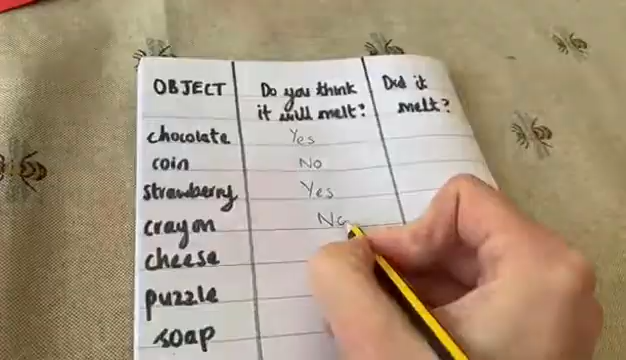 OBJECT Do you think it will melt? Did it melt?
chocolate Yes
coin No
strawberry Yes
crayon No
cheese
puzzle
soap